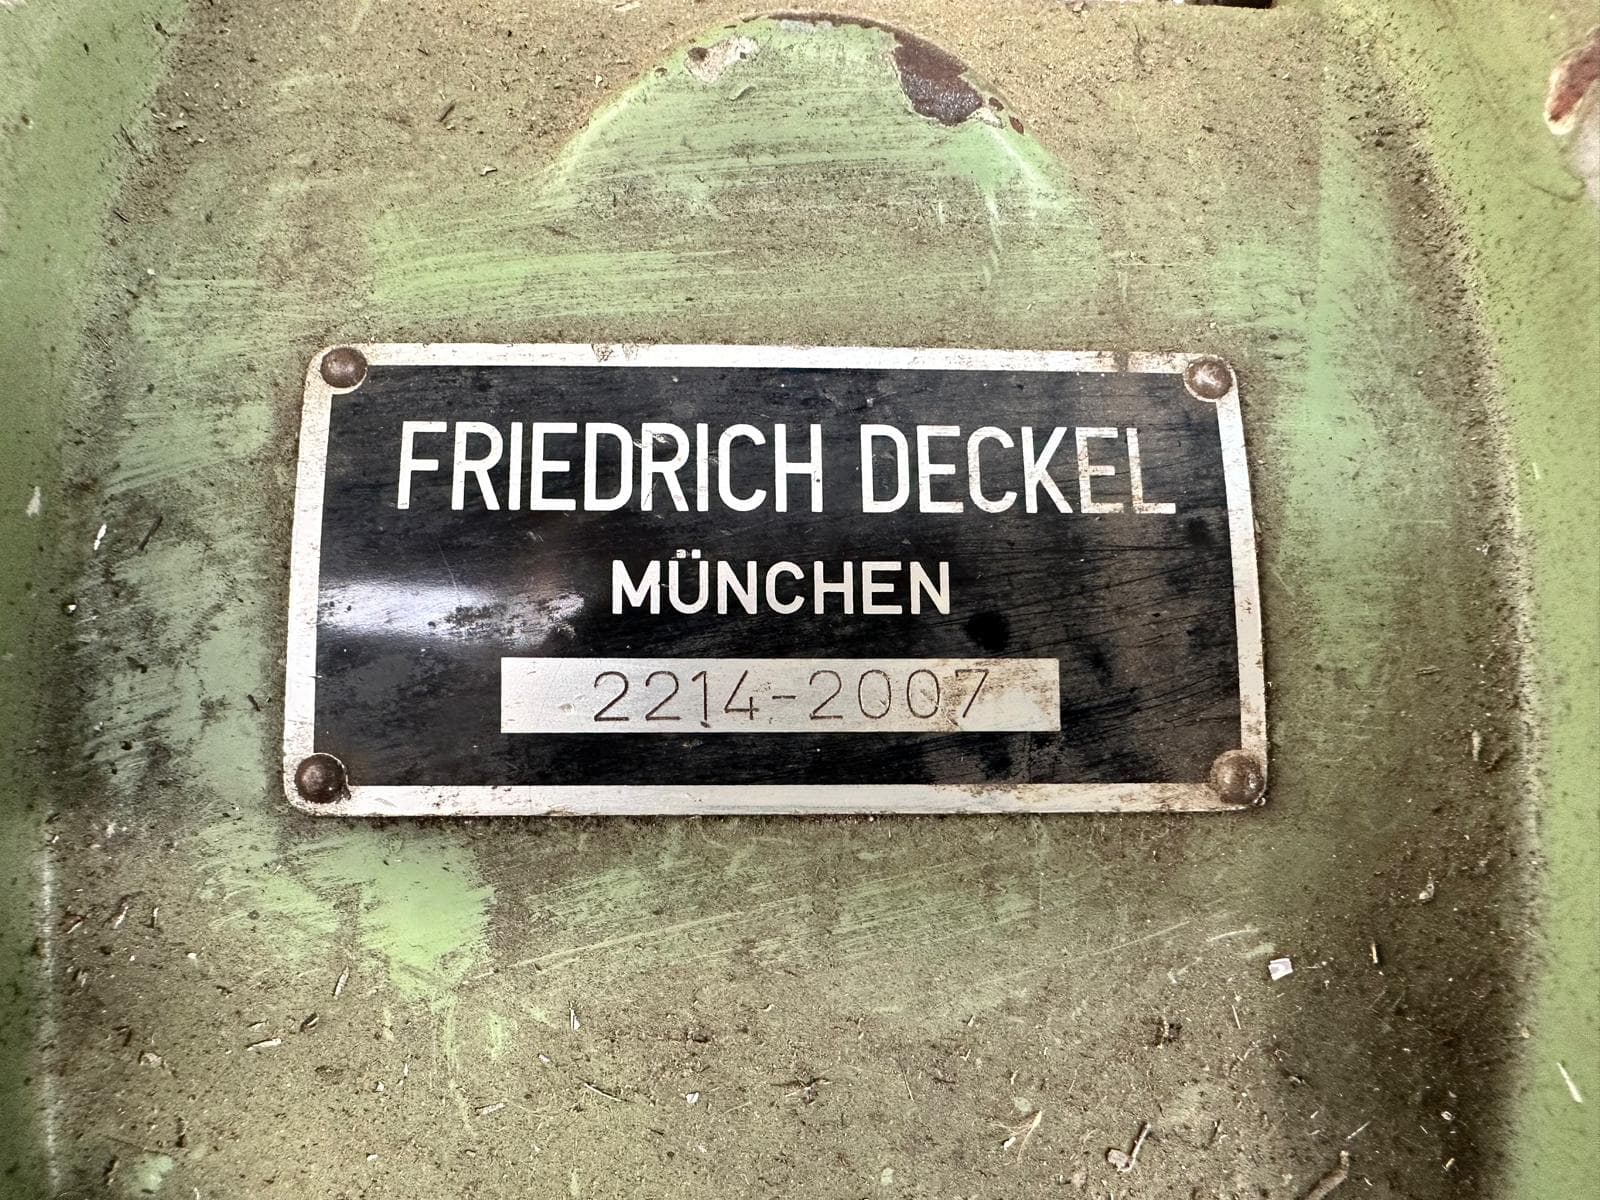 FRIEDRICH DECKEL
MÜNCHEN
2214-2007